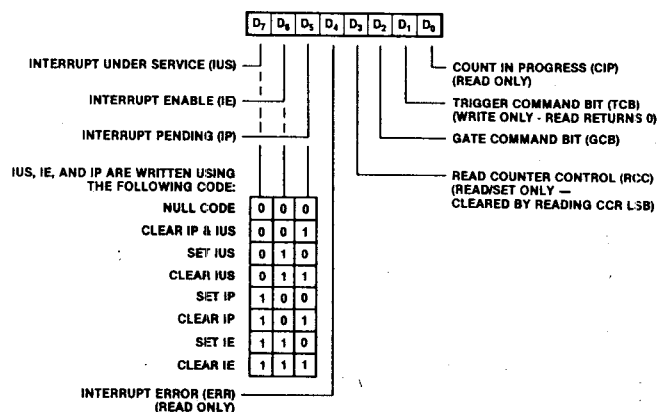 D7 D6 D5 D4 D3 D2 D1 D0
INTERRUPT UNDER SERVICE (IUS)
INTERRUPT ENABLE (IE)
INTERRUPT PENDING (IP)
IUS, IE, AND IP ARE WRITTEN USING
THE FOLLOWING CODE:
NULL CODE 0 0 0
CLEAR IP & IUS 0 0 1
SET IUS 0 1 0
CLEAR IUS 0 1 1
SET IP 1 0 0
CLEAR IP 1 0 1
SET IE 1 1 0
CLEAR IE 1 1 1
INTERRUPT ERROR (ERR)
(READ ONLY)
COUNT IN PROGRESS (CIP)
(READ ONLY)
TRIGGER COMMAND BIT (TCB)
(WRITE ONLY - READ RETURNS 0)
GATE COMMAND BIT (GCB)
READ COUNTER CONTROL (RCC)
(READ/SET ONLY —
CLEARED BY READING CCR LSB)